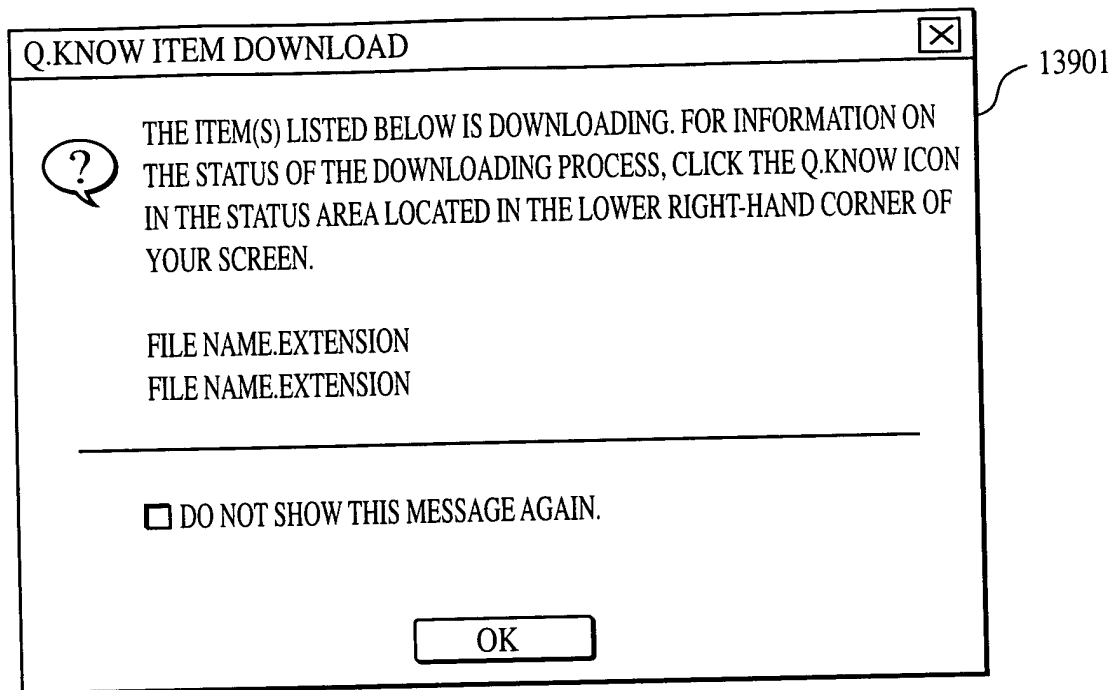 Q.KNOW ITEM DOWNLOAD
13901
THE ITEM(S) LISTED BELOW IS DOWNLOADING. FOR INFORMATION ON
THE STATUS OF THE DOWNLOADING PROCESS, CLICK THE Q.KNOW ICON
IN THE STATUS AREA LOCATED IN THE LOWER RIGHT-HAND CORNER OF
YOUR SCREEN.
?
FILE NAME.EXTENSION
FILE NAME.EXTENSION
DO NOT SHOW THIS MESSAGE AGAIN.
OK